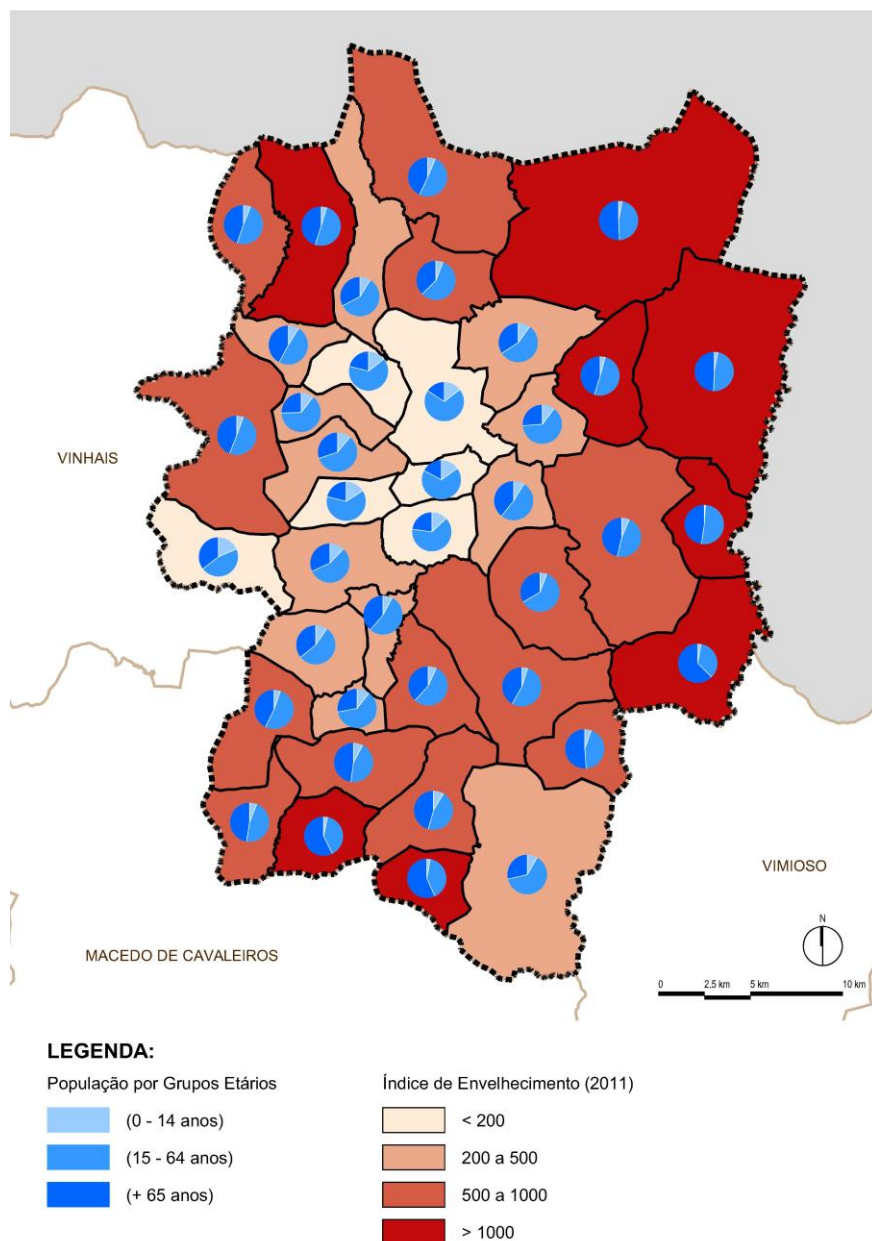 VINHAIS
VIMIOSO
MACEDO DE CAVALEIROS
N
0 2,5 km 5 km 10 km
LEGENDA:
População por Grupos Etários
(0 - 14 anos)
(15 - 64 anos)
(+ 65 anos)
Índice de Envelhecimento (2011)
< 200
200 a 500
500 a 1000
> 1000